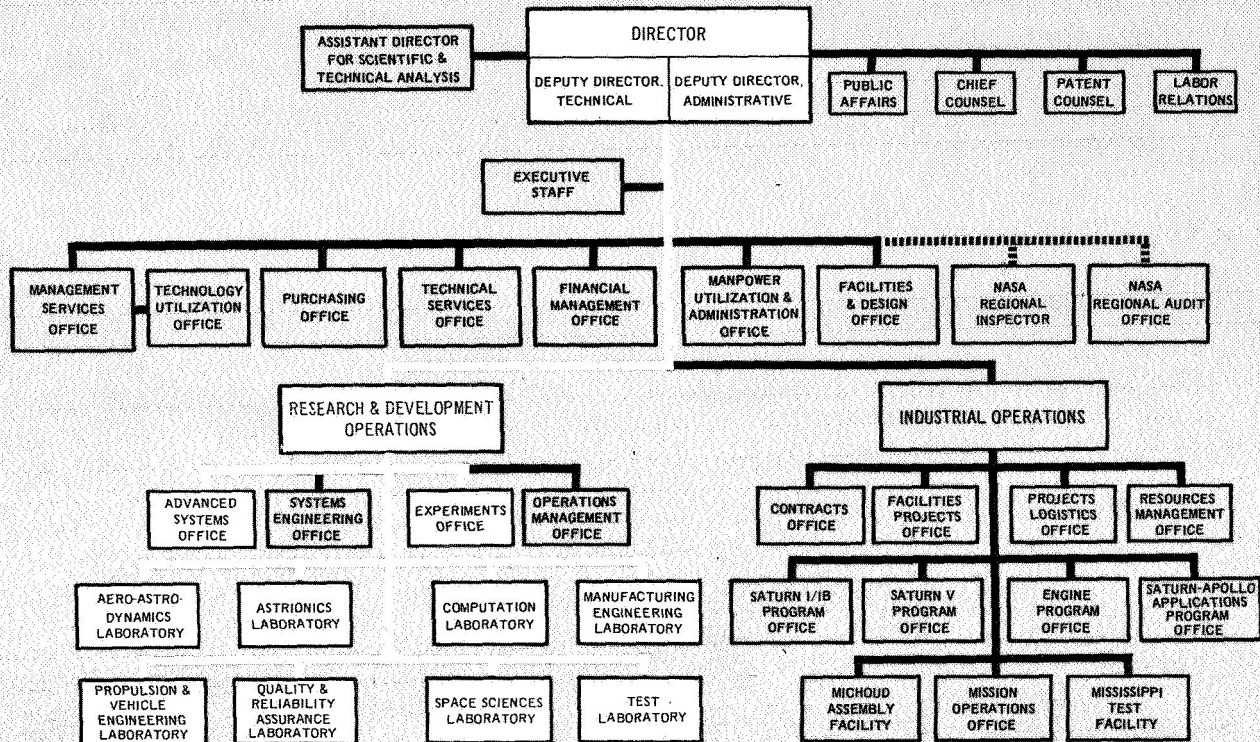 ASSISTANT DIRECTOR
FOR SCIENTIFIC &
TECHNICAL ANALYSIS
DIRECTOR
DEPUTY DIRECTOR.
TECHNICAL
DEPUTY DIRECTOR,
ADMINISTRATIVE
PUBLIC
AFFAIRS
CHIEF
COUNSEL
PATENT
COUNSEL
LABOR
RELATIONS
EXECUTIVE
STAFF
MANAGEMENT
SERVICES
OFFICE
TECHNOLOGY
UTILIZATION
OFFICE
PURCHASING
OFFICE
TECHNICAL
SERVICES
OFFICE
FINANCIAL
MANAGEMENT
OFFICE
MANPOWER
UTILIZATION &
ADMINISTRATION
OFFICE
FACILITIES
& DESIGN
OFFICE
NASA
REGIONAL
INSPECTOR
NASA
REGIONAL AUDIT
OFFICE
RESEARCH & DEVELOPMENT
OPERATIONS
INDUSTRIAL OPERATIONS
ADVANCED
SYSTEMS
OFFICE
SYSTEMS
ENGINEERING
OFFICE
EXPERIMENTS
OFFICE
OPERATIONS
MANAGEMENT
OFFICE
CONTRACTS
OFFICE
FACILITIES
PROJECTS
OFFICE
PROJECTS
LOGISTICS
OFFICE
RESOURCES
MANAGEMENT
OFFICE
AERO-ASTRO-
DYNAMICS
LABORATORY
ASTRIONICS
LABORATORY
COMPUTATION
LABORATORY
MANUFACTURING
ENGINEERING
LABORATORY
SATURN I/IB
PROGRAM
OFFICE
SATURN V
PROGRAM
OFFICE
ENGINE
PROGRAM
OFFICE
SATURN-APOLLO
APPLICATIONS
PROGRAM
OFFICE
PROPULSION &
VEHICLE
ENGINEERING
LABORATORY
QUALITY &
RELIABILITY
ASSURANCE
LABORATORY
SPACE SCIENCES
LABORATORY
TEST
LABORATORY
MICHOUD
ASSEMBLY
FACILITY
MISSION
OPERATIONS
OFFICE
MISSISSIPPI
TEST
FACILITY